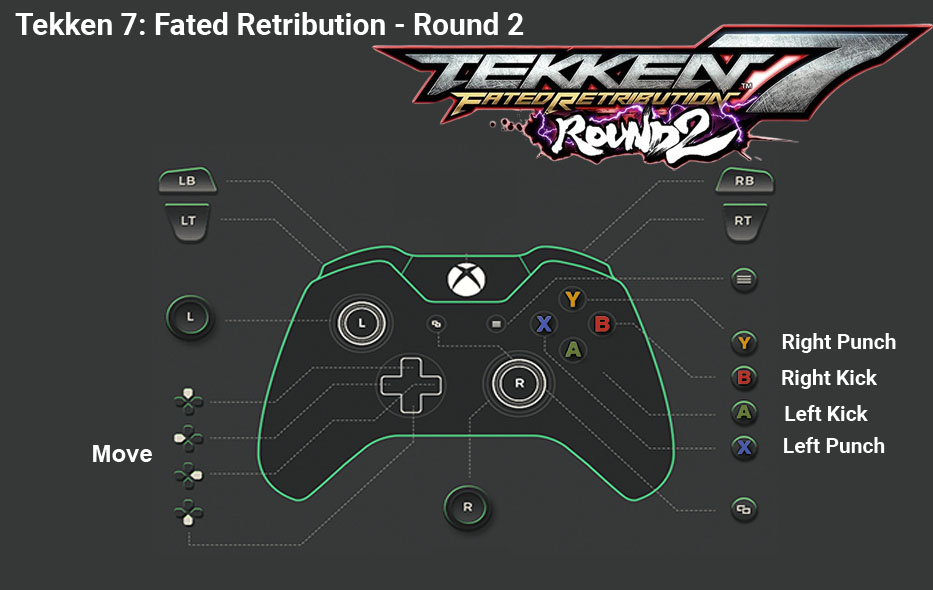 Tekken 7: Fated Retribution - Round 2
TEKKEN 7
TM
FATED RETRIBUTION
ROUND 2
LB
RB
LT
RT
L
L
Y
X
B
A
R
Y Right Punch
B Right Kick
A Left Kick
X Left Punch
Move
R